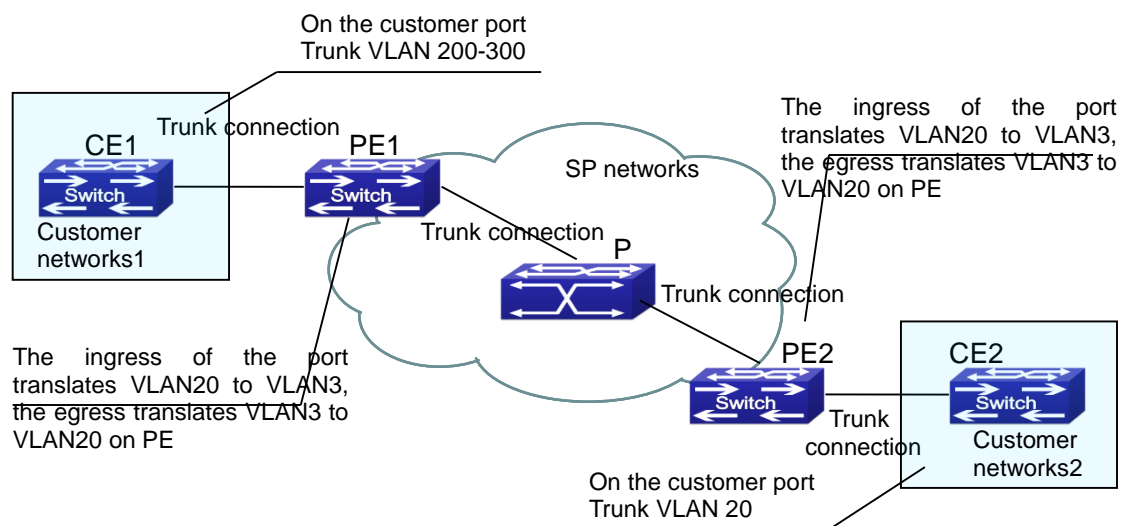 On the customer port
Trunk VLAN 200-300
Trunk connection
CE1
Switch
Customer
networks1
PE1
Switch
SP networks
Trunk connection
P
Trunk connection
The ingress of the port
translates VLAN20 to VLAN3,
the egress translates VLAN3 to
VLAN20 on PE
The ingress of the port
translates VLAN20 to VLAN3,
the egress translates VLAN3 to
VLAN20 on PE
PE2
Switch
Trunk
connection
CE2
Switch
Customer
networks2
On the customer port
Trunk VLAN 20